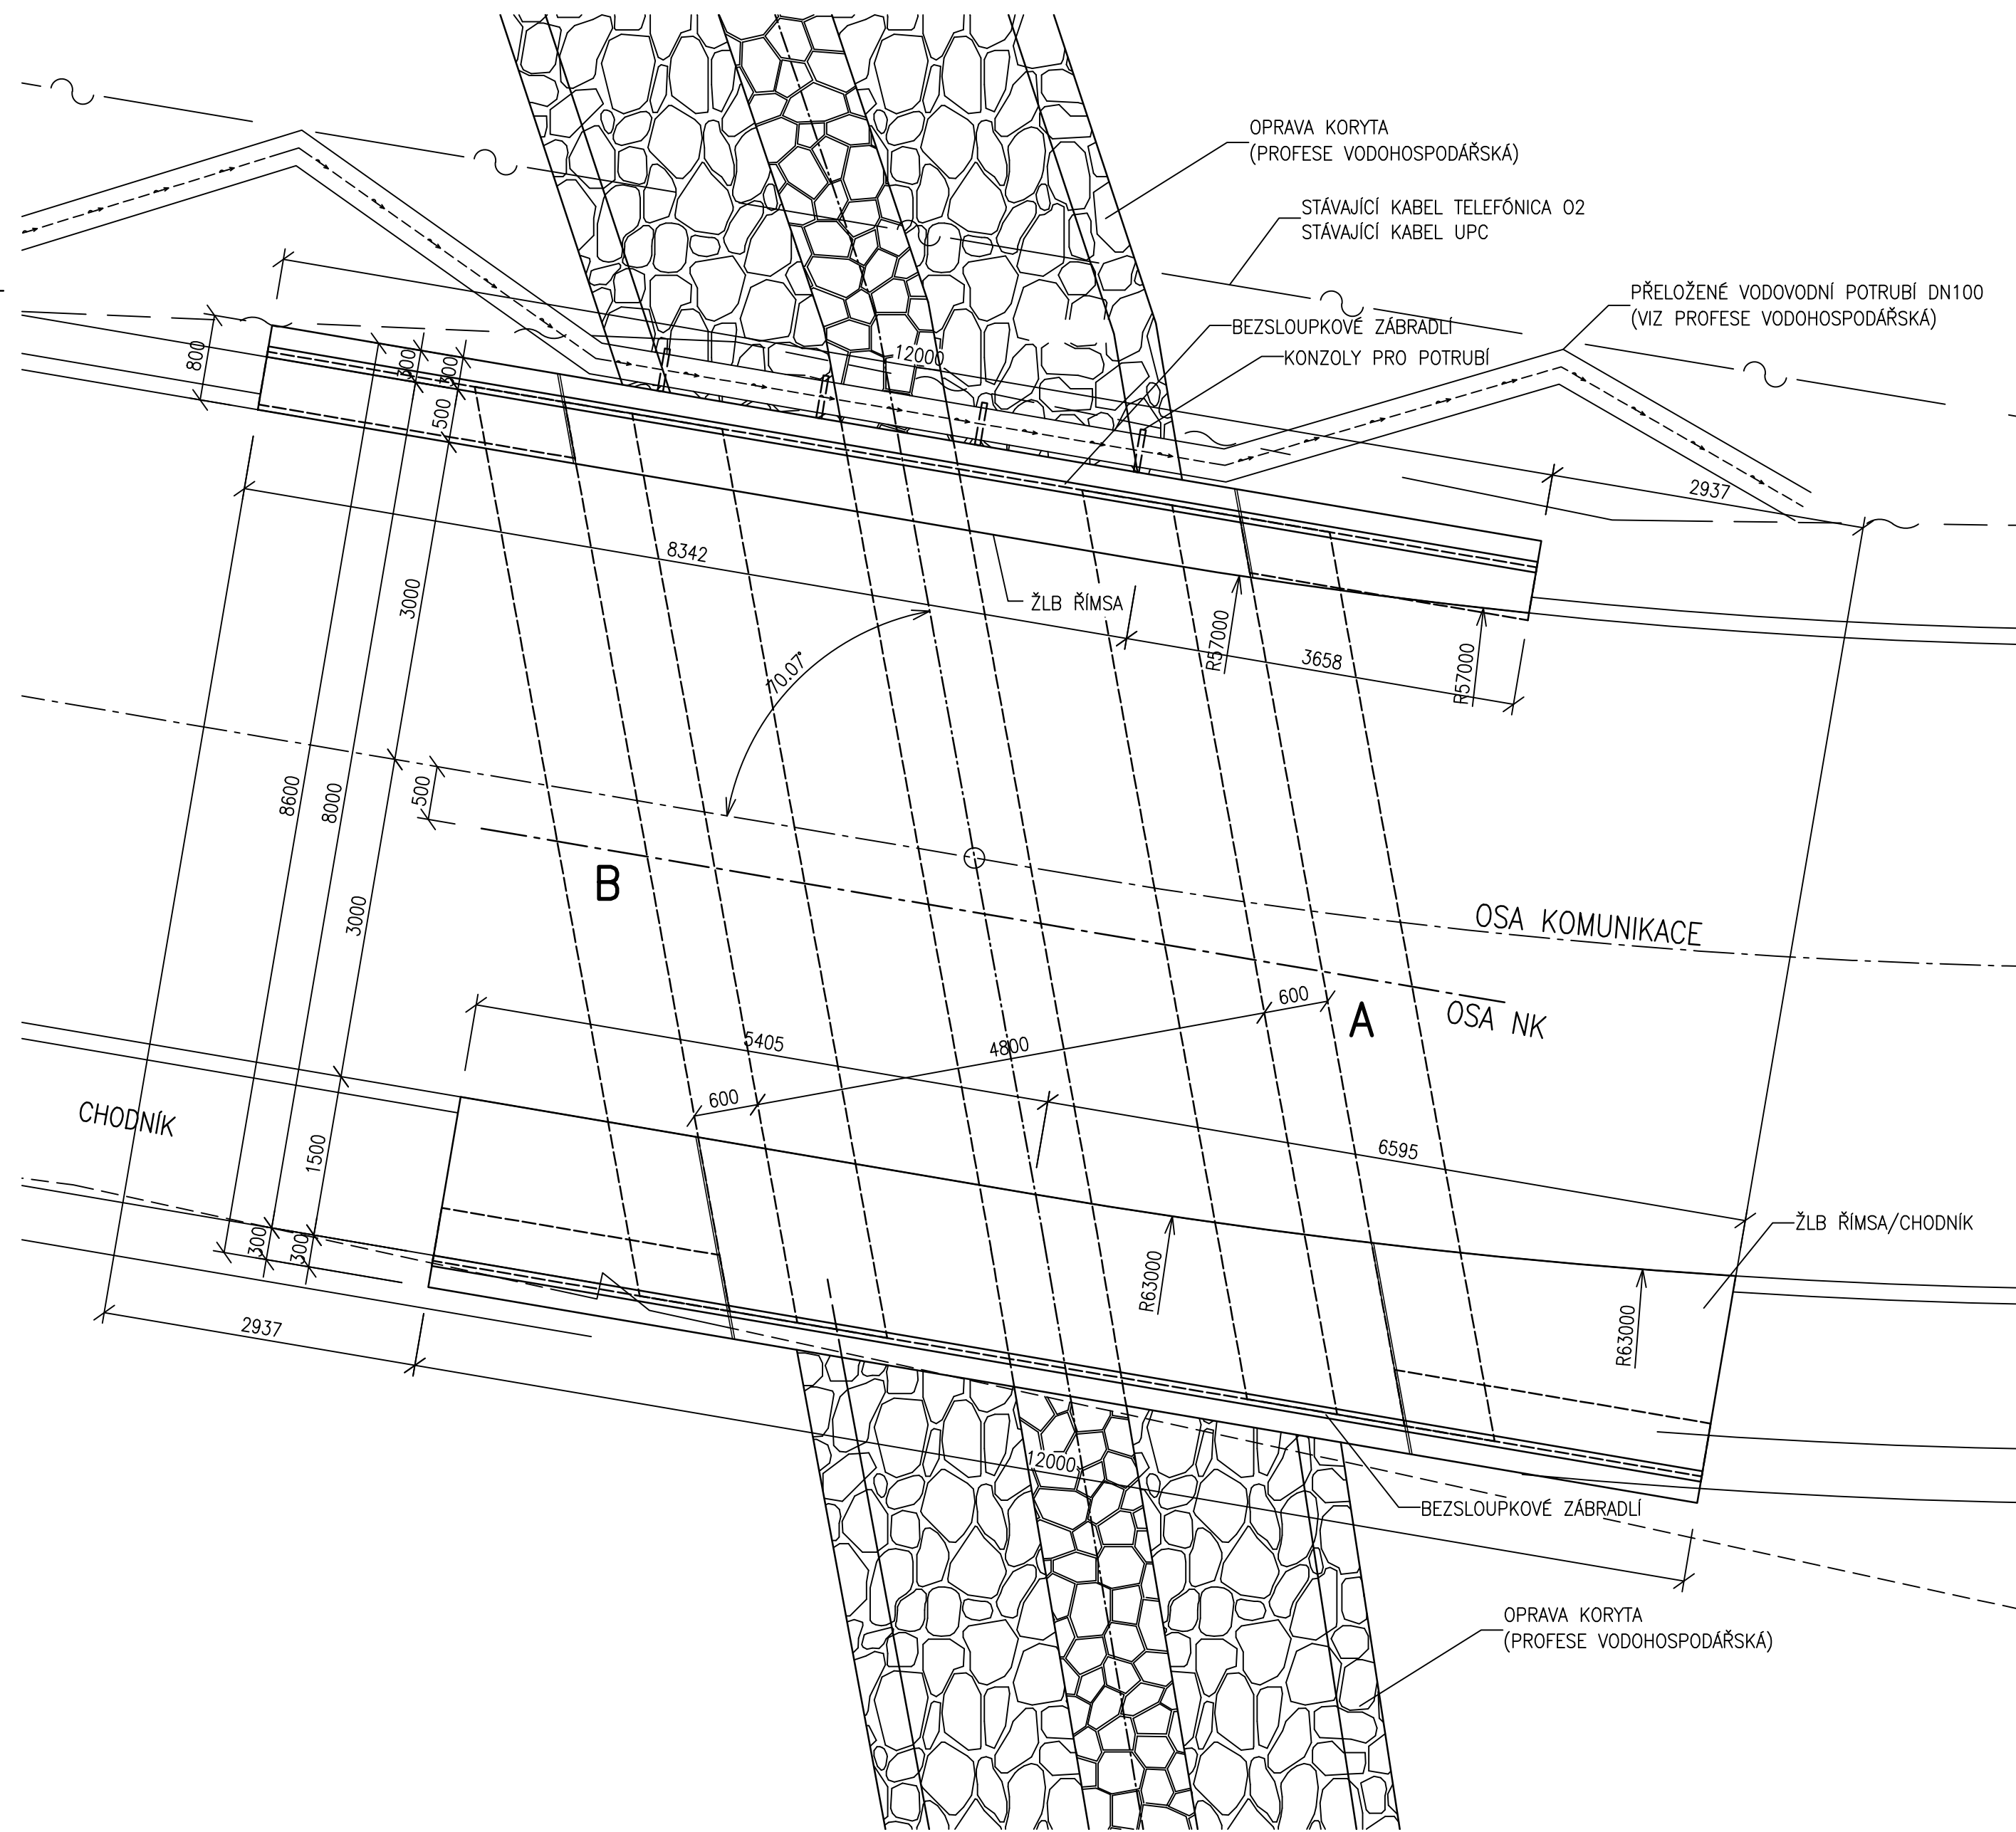 OPRAVA KORYTA
(PROFESE VODOHOSPODÁŘSKÁ)
STÁVAJÍCÍ KABEL TELEFÓNICA O2
STÁVAJÍCÍ KABEL UPC
PŘELOŽENÉ VODOVODNÍ POTRUBÍ DN100
(VIZ PROFESE VODOHOSPODÁŘSKÁ)
BEZSLOUPKOVÉ ZÁBRADLÍ
KONZOLY PRO POTRUBÍ
12000
800
300
300
500
2937
8342
3000
ŽLB ŘÍMSA
R57000
3658
R57000
70.07°
8600
8000
500
B
3000
OSA KOMUNIKACE
600
A
OSA NK
5405
4800
600
CHODNÍK
1500
6595
ŽLB ŘÍMSA/CHODNÍK
300
300
R63000
R63000
2937
12000
BEZSLOUPKOVÉ ZÁBRADLÍ
OPRAVA KORYTA
(PROFESE VODOHOSPODÁŘSKÁ)